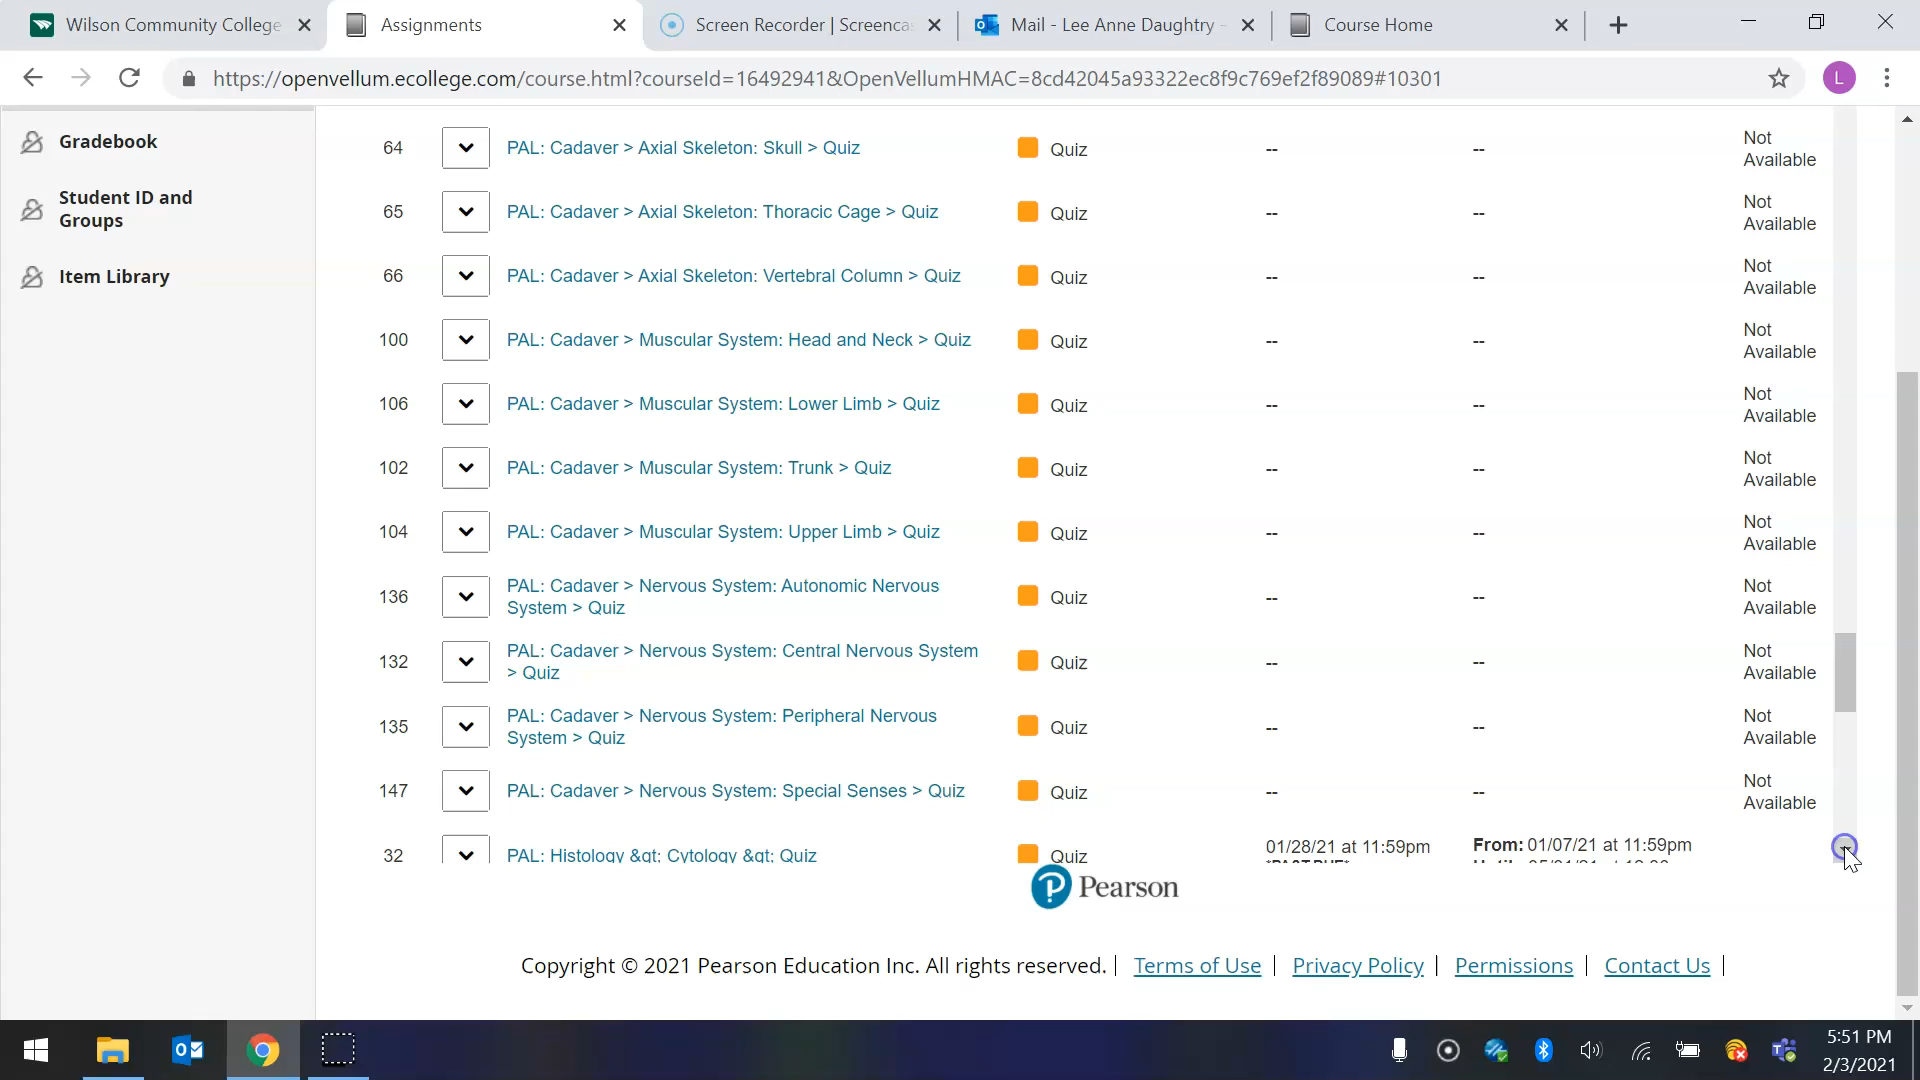 Wilson Community College
Assignments
Screen Recorder | Screenca
Mail - Lee Anne Daughtry -
Course Home
https://openvellum.ecollege.com/course.html?courseId=16492941&OpenVellumHMAC=8cd42045a93322ec8f9c769ef2f89089#10301
L
Gradebook
Student ID and
Groups
Item Library
64 PAL: Cadaver > Axial Skeleton: Skull > Quiz Quiz -- -- Not
Available
65 PAL: Cadaver > Axial Skeleton: Thoracic Cage > Quiz Quiz -- -- Not
Available
66 PAL: Cadaver > Axial Skeleton: Vertebral Column > Quiz Quiz -- -- Not
Available
100 PAL: Cadaver > Muscular System: Head and Neck > Quiz Quiz -- -- Not
Available
106 PAL: Cadaver > Muscular System: Lower Limb > Quiz Quiz -- -- Not
Available
102 PAL: Cadaver > Muscular System: Trunk > Quiz Quiz -- -- Not
Available
104 PAL: Cadaver > Muscular System: Upper Limb > Quiz Quiz -- -- Not
Available
136 PAL: Cadaver > Nervous System: Autonomic Nervous Quiz -- -- Not
System > Quiz Available
132 PAL: Cadaver > Nervous System: Central Nervous System Quiz -- -- Not
> Quiz Available
135 PAL: Cadaver > Nervous System: Peripheral Nervous Quiz -- -- Not
System > Quiz Available
147 PAL: Cadaver > Nervous System: Special Senses > Quiz Quiz -- -- Not
Available
32 PAL: Histology &gt; Cytology &gt; Quiz Quiz 01/28/21 at 11:59pm From: 01/07/21 at 11:59pm
Pearson
Copyright © 2021 Pearson Education Inc. All rights reserved. | Terms of Use | Privacy Policy | Permissions | Contact Us |
5:51 PM
2/3/2021